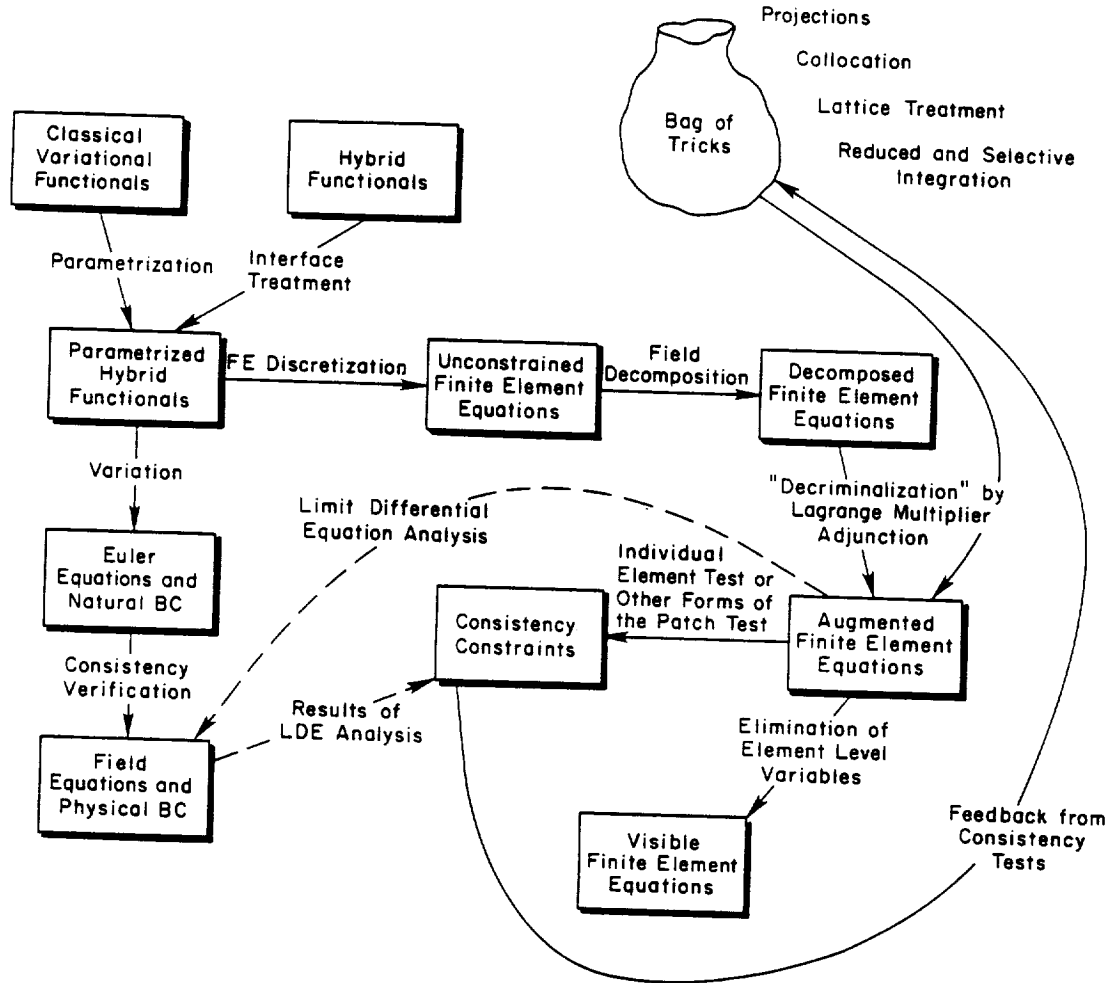 Projections
Collocation
Lattice Treatment
Reduced and Selective
Integration
Bag of
Tricks
Classical
Variational
Functionals
Hybrid
Functionals
Parametrization
Interface
Treatment
Parametrized
Hybrid
Functionals
FE Discretization
Unconstrained
Finite Element
Equations
Field
Decomposition
Decomposed
Finite Element
Equations
Variation
Limit Differential
Equation Analysis
"Decriminalization" by
Lagrange Multiplier
Adjunction
Euler
Equations and
Natural BC
Individual
Element Test or
Other Forms of
the Patch Test
Consistency
Constraints
Augmented
Finite Element
Equations
Consistency
Verification
Results of
LDE Analysis
Elimination of
Element Level
Variables
Field
Equations and
Physical BC
Visible
Finite Element
Equations
Feedback from
Consistency
Tests